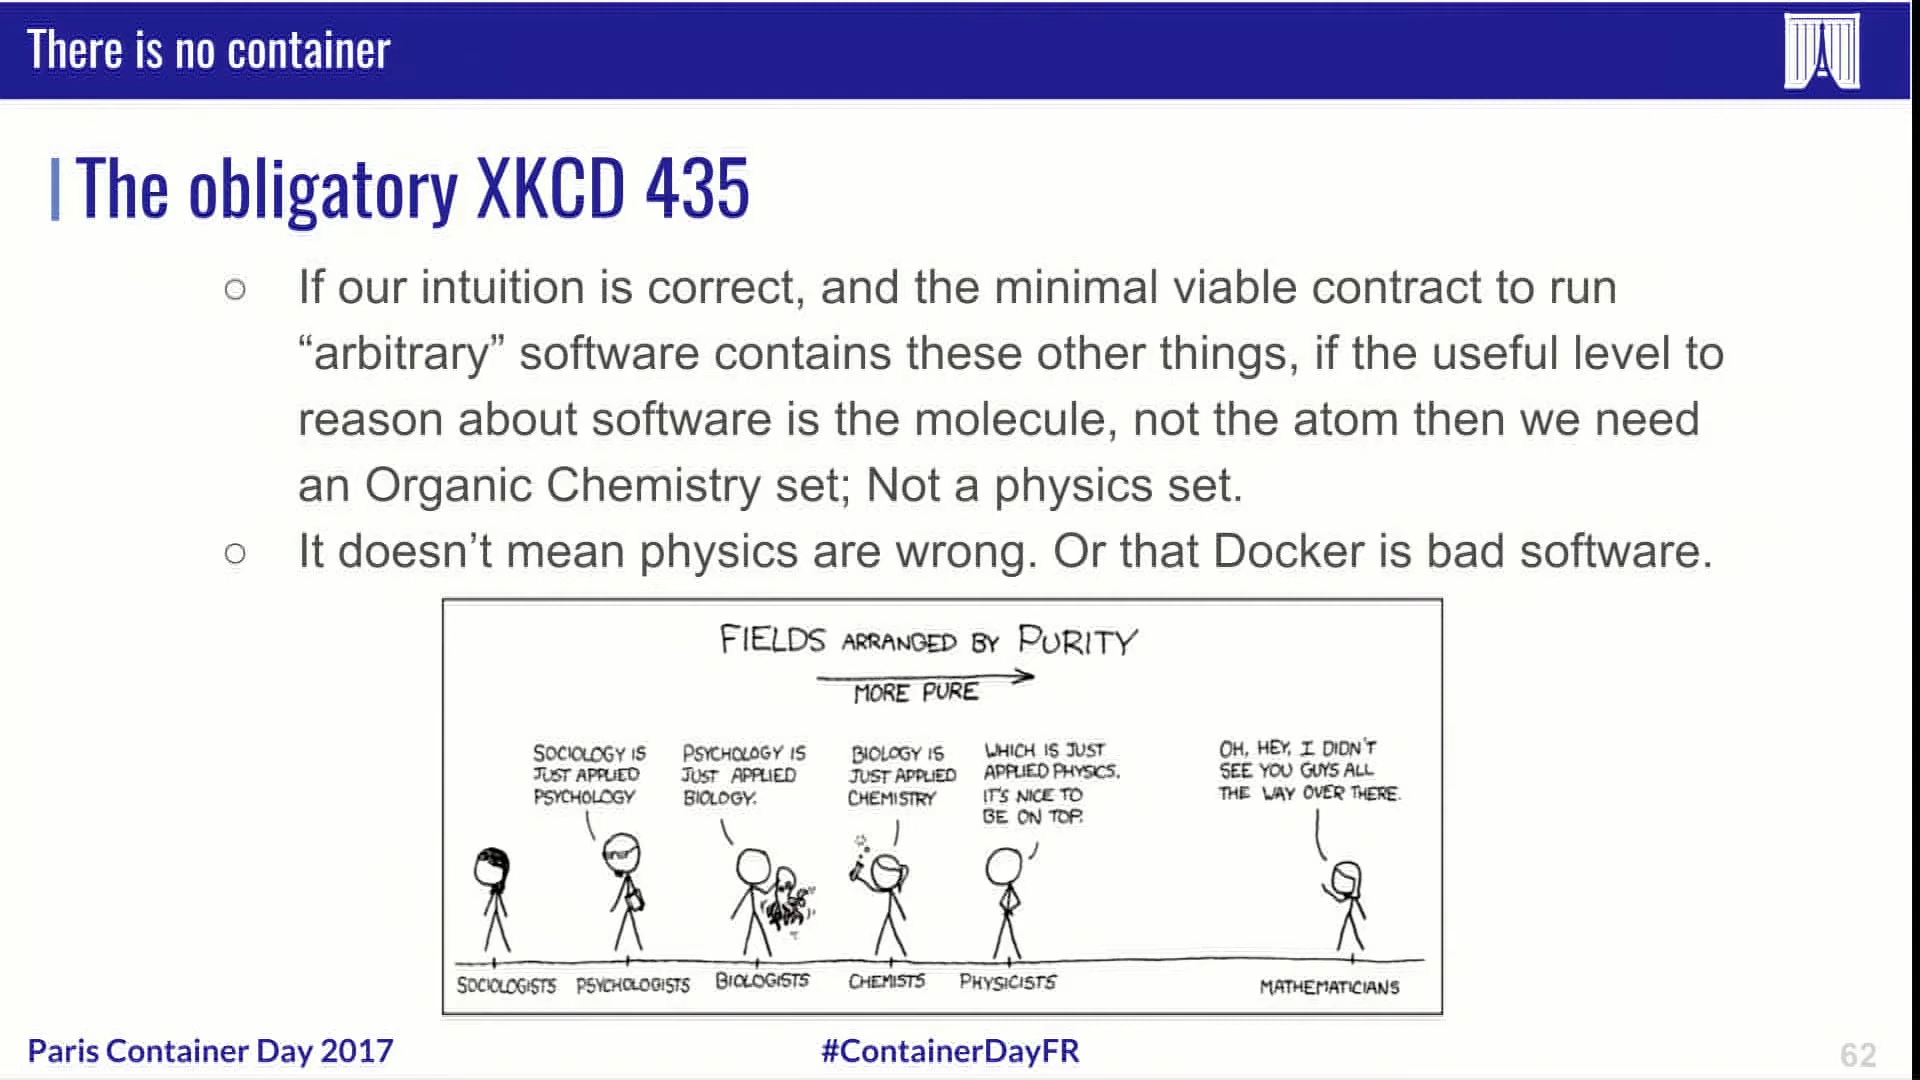 There is no container
The obligatory XKCD 435
○ If our intuition is correct, and the minimal viable contract to run
“arbitrary” software contains these other things, if the useful level to
reason about software is the molecule, not the atom then we need
an Organic Chemistry set; Not a physics set.
○ It doesn’t mean physics are wrong. Or that Docker is bad software.
FIELDS ARRANGED BY PURITY
MORE PURE
SOCIOLOGY IS
JUST APPLIED
PSYCHOLOGY
PSYCHOLOGY IS
JUST APPLIED
BIOLOGY.
BIOLOGY IS
JUST APPLIED
CHEMISTRY
WHICH IS JUST
APPLIED PHYSICS.
IT'S NICE TO
BE ON TOP.
OH, HEY, I DIDN'T
SEE YOU GUYS ALL
THE WAY OVER THERE.
SOCIOLOGISTS
PSYCHOLOGISTS
BIOLOGISTS
CHEMISTS
PHYSICISTS
MATHEMATICIANS
Paris Container Day 2017
#ContainerDayFR
62